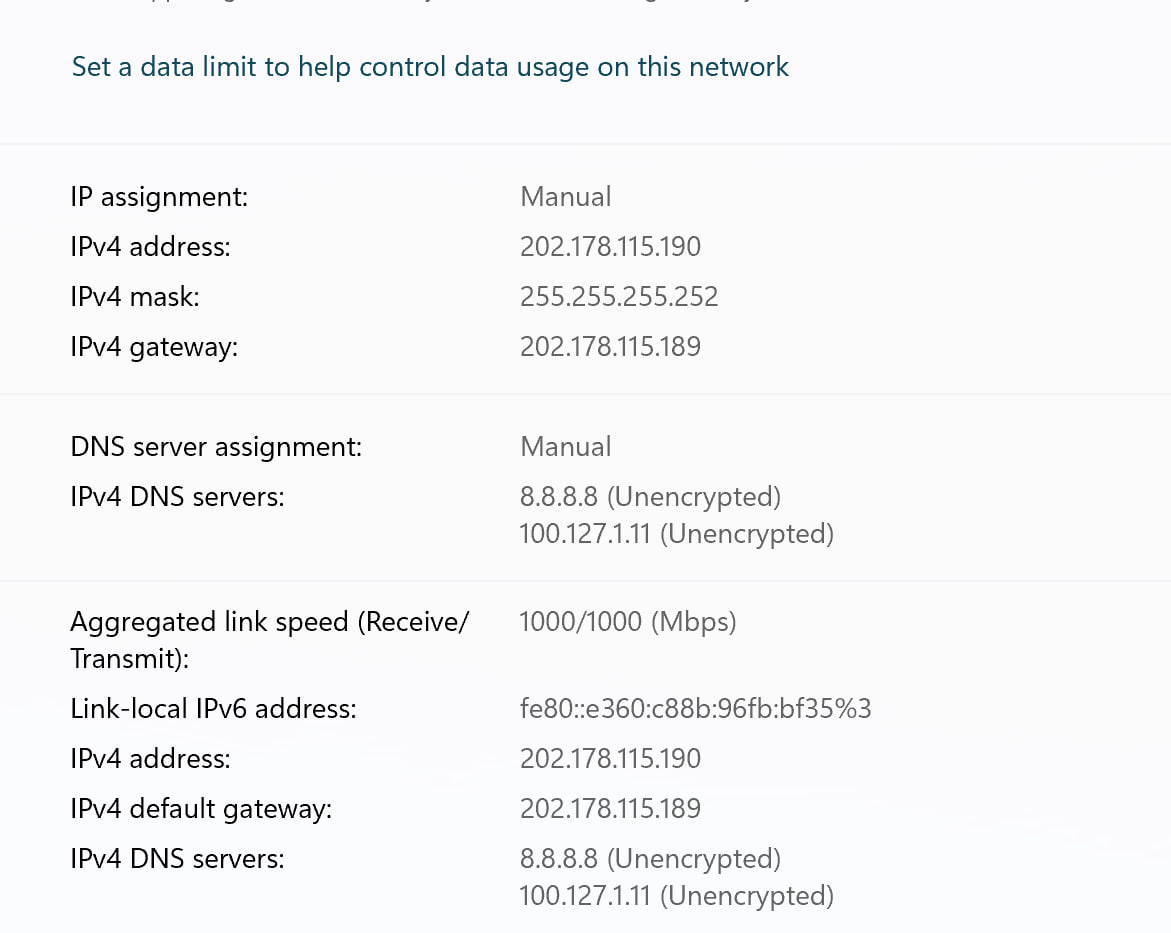 Set a data limit to help control data usage on this network
IP assignment: Manual
IPv4 address: 202.178.115.190
IPv4 mask: 255.255.255.252
IPv4 gateway: 202.178.115.189
DNS server assignment: Manual
IPv4 DNS servers: 8.8.8.8 (Unencrypted)
100.127.1.11 (Unencrypted)
Aggregated link speed (Receive/ 1000/1000 (Mbps)
Transmit):
Link-local IPv6 address: fe80::e360:c88b:96fb:bf35%3
IPv4 address: 202.178.115.190
IPv4 default gateway: 202.178.115.189
IPv4 DNS servers: 8.8.8.8 (Unencrypted)
100.127.1.11 (Unencrypted)